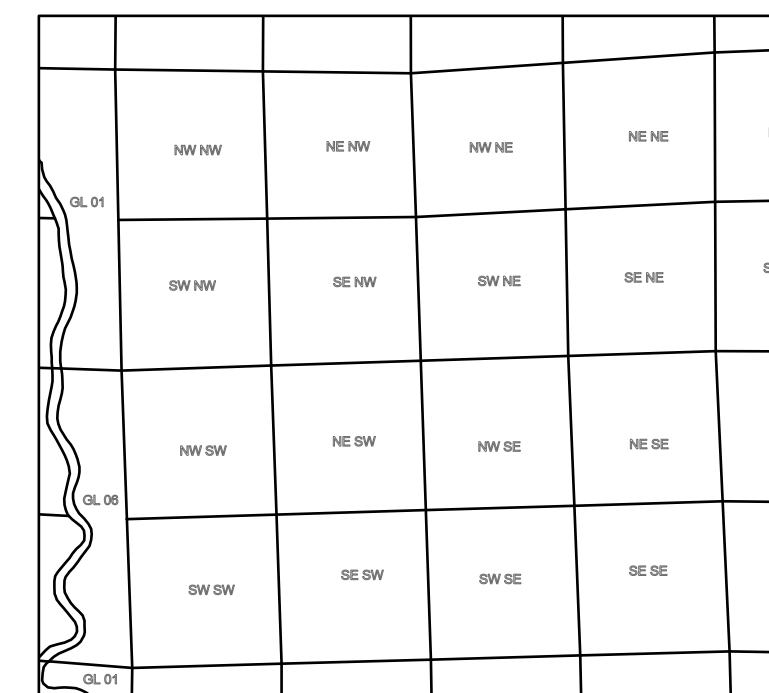 NW NW
NE NW
NW NE
NE NE
GL 01
SW NW
SE NW
SW NE
SE NE
NW SW
NE SW
NW SE
NE SE
GL 06
SW SW
SE SW
SW SE
SE SE
GL 01